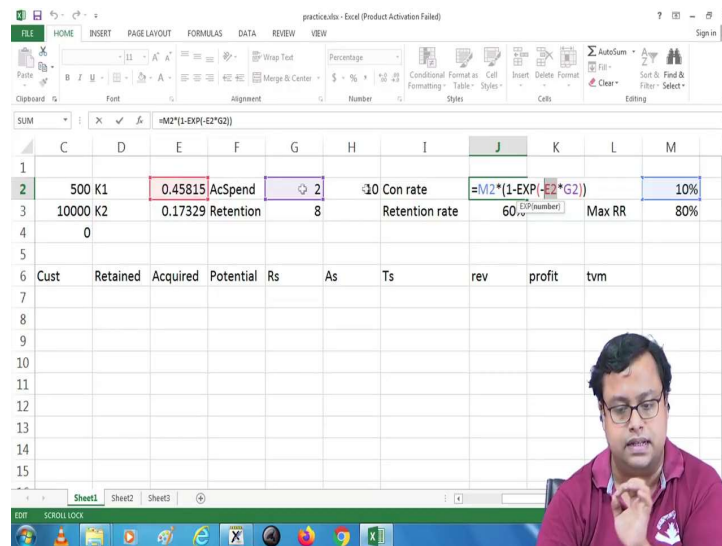 practice.xlsx - Excel (Product Activation Failed)
FILE HOME INSERT PAGE LAYOUT FORMULAS DATA REVIEW VIEW Sign in
Paste
B I U
11
A A
Wrap Text
Merge & Center
Percentage
$ - % ,
Conditional Formatting
Format as Table
Cell Styles
Insert Delete Format
AutoSum
Fill
Clear
Sort & Filter
Find & Select
Clipboard Font Alignment Number Styles Cells Editing
SUM =M2*(1-EXP(-E2*G2))
C D E F G H I J K L M
1
2 500 K1 0.45815 AcSpend 2 10 Con rate =M2*(1-EXP(-E2*G2)) 10%
EXP(number)
3 10000 K2 0.17329 Retention 8 Retention rate 60% Max RR 80%
4 0
5
6 Cust Retained Acquired Potential Rs As Ts rev profit tvm
7
8
9
10
11
12
13
14
15
Sheet1 Sheet2 Sheet3
EDIT SCROLL LOCK